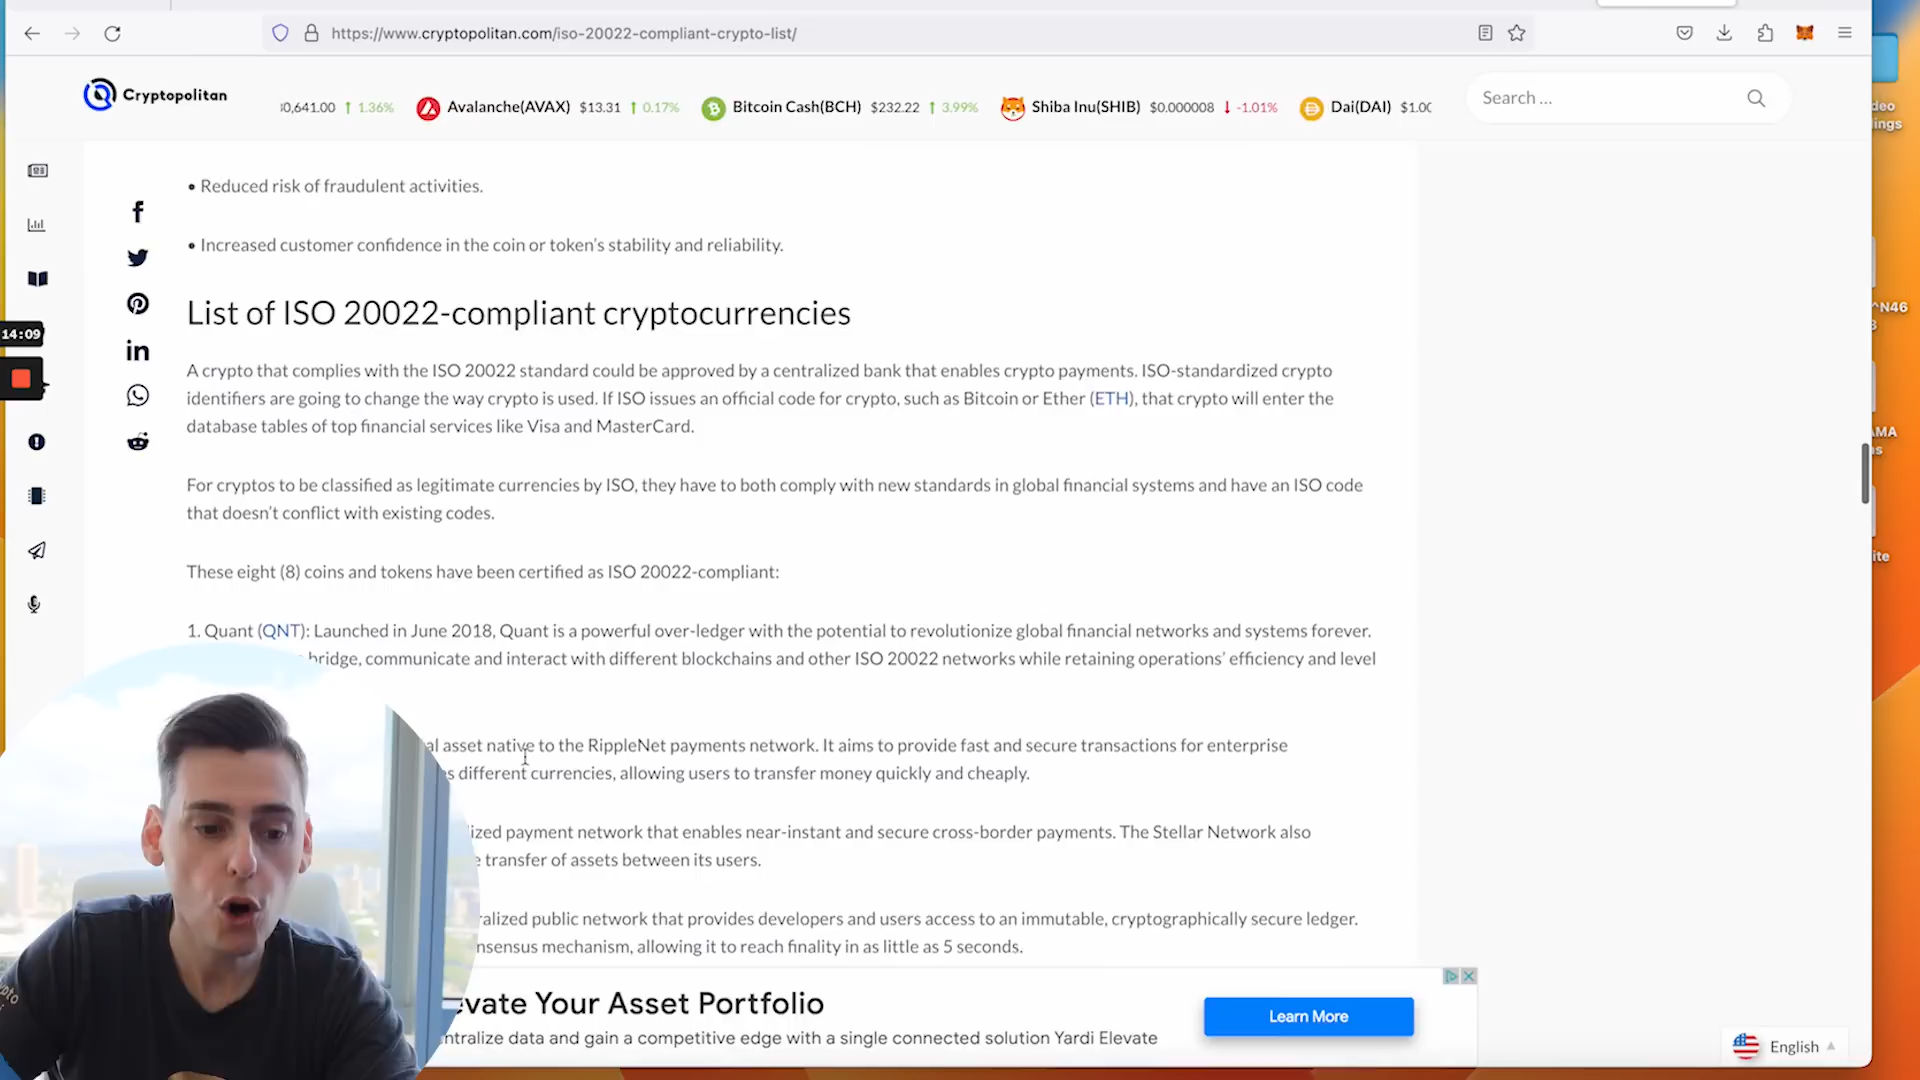 https://www.cryptopolitan.com/iso-20022-compliant-crypto-list/
Cryptopolitan
0,641.00 1.36% Avalanche(AVAX) $13.31 0.17% Bitcoin Cash(BCH) $232.22 3.99% Shiba Inu(SHIB) $0.000008 -1.01% Dai(DAI) $1.00
Search ...
• Reduced risk of fraudulent activities.
• Increased customer confidence in the coin or token's stability and reliability.
List of ISO 20022-compliant cryptocurrencies
A crypto that complies with the ISO 20022 standard could be approved by a centralized bank that enables crypto payments. ISO-standardized crypto
identifiers are going to change the way crypto is used. If ISO issues an official code for crypto, such as Bitcoin or Ether (ETH), that crypto will enter the
database tables of top financial services like Visa and MasterCard.
For cryptos to be classified as legitimate currencies by ISO, they have to both comply with new standards in global financial systems and have an ISO code
that doesn't conflict with existing codes.
These eight (8) coins and tokens have been certified as ISO 20022-compliant:
1. Quant (QNT): Launched in June 2018, Quant is a powerful over-ledger with the potential to revolutionize global financial networks and systems forever.
bridge, communicate and interact with different blockchains and other ISO 20022 networks while retaining operations' efficiency and level
al asset native to the RippleNet payments network. It aims to provide fast and secure transactions for enterprise
s different currencies, allowing users to transfer money quickly and cheaply.
ized payment network that enables near-instant and secure cross-border payments. The Stellar Network also
e transfer of assets between its users.
ralized public network that provides developers and users access to an immutable, cryptographically secure ledger.
nsensus mechanism, allowing it to reach finality in as little as 5 seconds.
evate Your Asset Portfolio
ntralize data and gain a competitive edge with a single connected solution Yardi Elevate
Learn More
English
14:09
deo
ings
^N46
AMA
ite